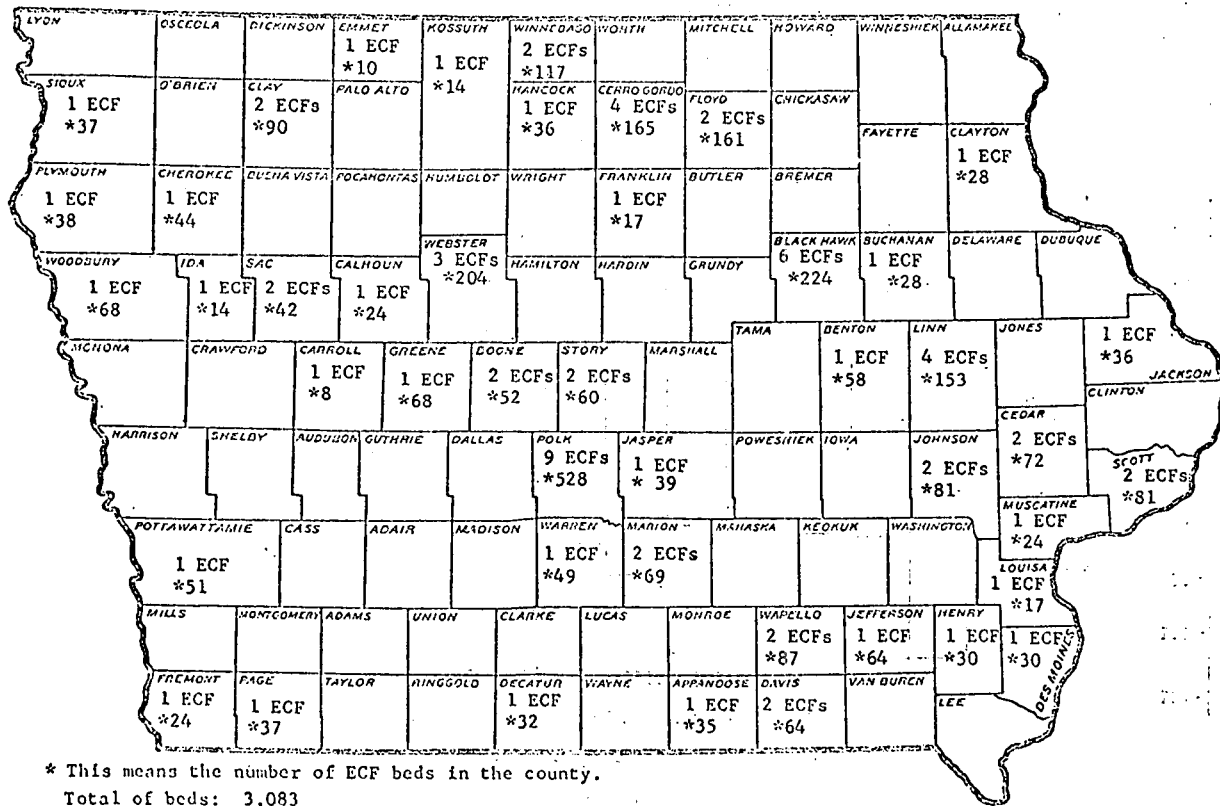 LYON
OSCEOLA
DICKINSON
EMMET
1 ECF
*10
KOSSUTH
1 ECF
*14
WINNEBAGO
2 ECFs
*117
WORTH
MITCHELL
HOWARD
WINNESHIEK
ALLAMAKEE
SIOUX
1 ECF
*37
O'BRIEN
CLAY
2 ECFs
*90
PALO ALTO
HANCOCK
1 ECF
*36
CERRO GORDO
4 ECFs
*165
FLOYD
2 ECFs
*161
CHICKASAW
FAYETTE
CLAYTON
1 ECF
*28
PLYMOUTH
1 ECF
*38
CHEROKEE
1 ECF
*44
BUENA VISTA
POCAHONTAS
HUMBOLDT
WRIGHT
FRANKLIN
1 ECF
*17
BUTLER
BREMER
WOODBURY
1 ECF
*68
IDA
1 ECF
*14
SAC
2 ECFs
*42
CALHOUN
1 ECF
*24
WEBSTER
3 ECFs
*204
HAMILTON
HARDIN
GRUNDY
BLACK HAWK
6 ECFs
*224
BUCHANAN
1 ECF
*28
DELAWARE
DUBUQUE
MONONA
CRAWFORD
CARROLL
1 ECF
*8
GREENE
1 ECF
*68
BOONE
2 ECFs
*52
STORY
2 ECFs
*60
MARSHALL
TAMA
BENTON
1 ECF
*58
LINN
4 ECFs
*153
JONES
1 ECF
*36
JACKSON
CLINTON
CEDAR
2 ECFs
*72
HARRISON
SHELBY
AUDUBON
GUTHRIE
DALLAS
POLK
9 ECFs
*528
JASPER
1 ECF
* 39
POWESHIEK
IOWA
JOHNSON
2 ECFs
*81
SCOTT
2 ECFs
*81
MUSCATINE
1 ECF
*24
POTTAWATTAMIE
1 ECF
*51
CASS
ADAIR
MADISON
WARREN
1 ECF
*49
MARION
2 ECFs
*69
MAHASKA
KEOKUK
WASHINGTON
LOUISA
1 ECF
*17
MILLS
MONTGOMERY
ADAMS
UNION
CLARKE
LUCAS
MONROE
WAPELLO
2 ECFs
*87
JEFFERSON
1 ECF
*64
HENRY
1 ECF
*30
1 ECF
*30
DES MOINES
FREMONT
1 ECF
*24
PAGE
1 ECF
*37
TAYLOR
RINGGOLD
DECATUR
1 ECF
*32
WAYNE
APPANOOSE
1 ECF
*35
DAVIS
2 ECFs
*64
VAN BUREN
LEE
* This means the number of ECF beds in the county.
Total of beds: 3,083